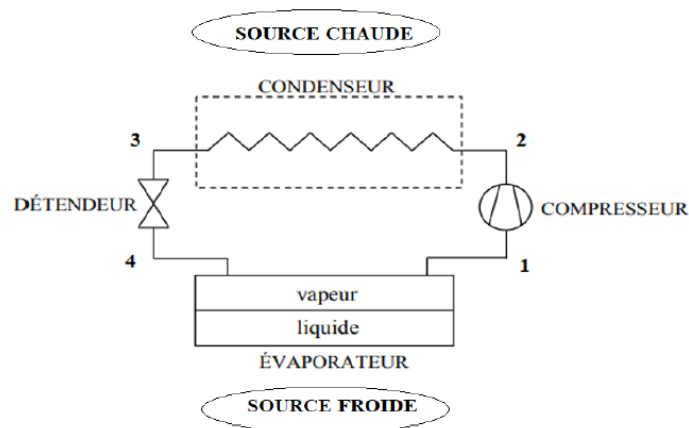 SOURCE CHAUDE
CONDENSEUR
3
2
DÉTENDEUR
COMPRESSEUR
4
1
vapeur
liquide
ÉVAPORATEUR
SOURCE FROIDE